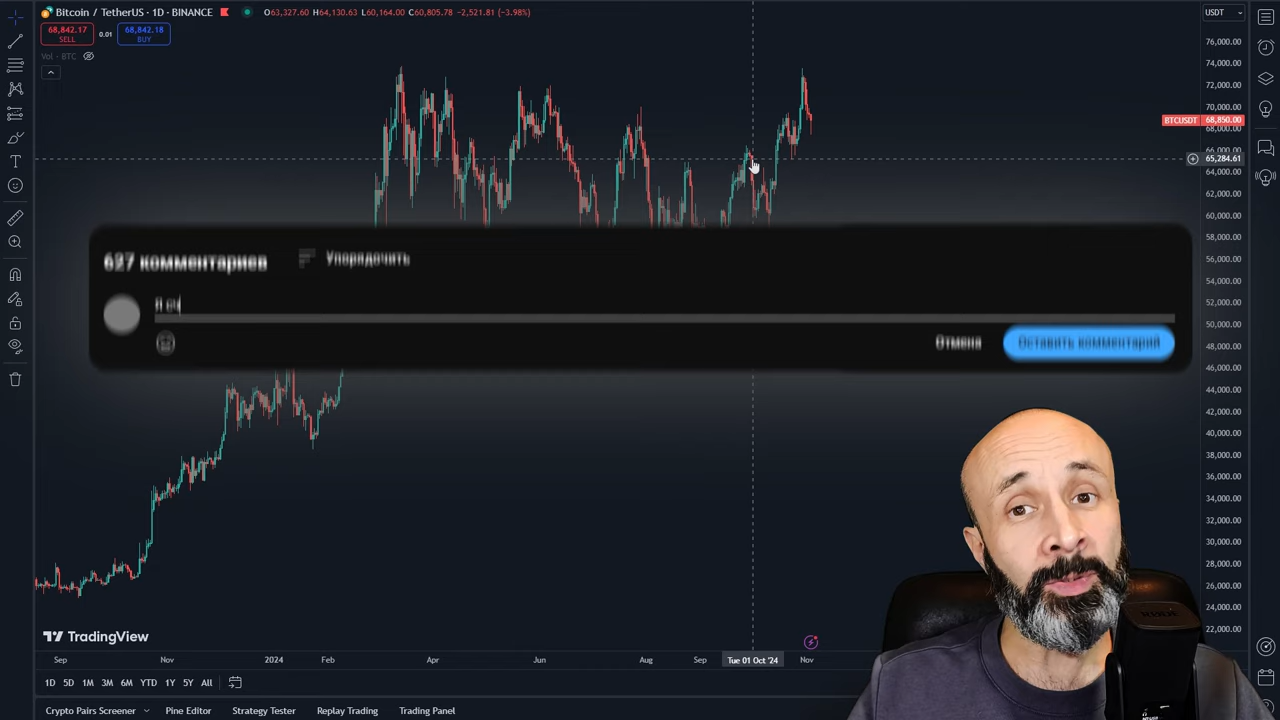 Bitcoin / TetherUS · 1D · BINANCE
O63,327.60 H64,130.63 L60,164.00 C60,805.78 −2,521.81 (−3.98%)
USDT
68,842.17
SELL
0.01
68,842.18
BUY
Vol · BTC
76,000.00
74,000.00
72,000.00
70,000.00
BTCUSDT 68,850.00
68,000.00
66,000.00
65,284.61
64,000.00
62,000.00
60,000.00
58,000.00
56,000.00
54,000.00
52,000.00
50,000.00
48,000.00
46,000.00
44,000.00
42,000.00
40,000.00
38,000.00
36,000.00
34,000.00
32,000.00
30,000.00
28,000.00
26,000.00
24,000.00
22,000.00
627 комментариев
Упорядочить
Отмена
Оставить комментарий
TradingView
Sep Nov 2024 Feb Apr Jun Aug Sep Tue 01 Oct '24 Nov
1D 5D 1M 3M 6M YTD 1Y 5Y All
Crypto Pairs Screener Pine Editor Strategy Tester Replay Trading Trading Panel